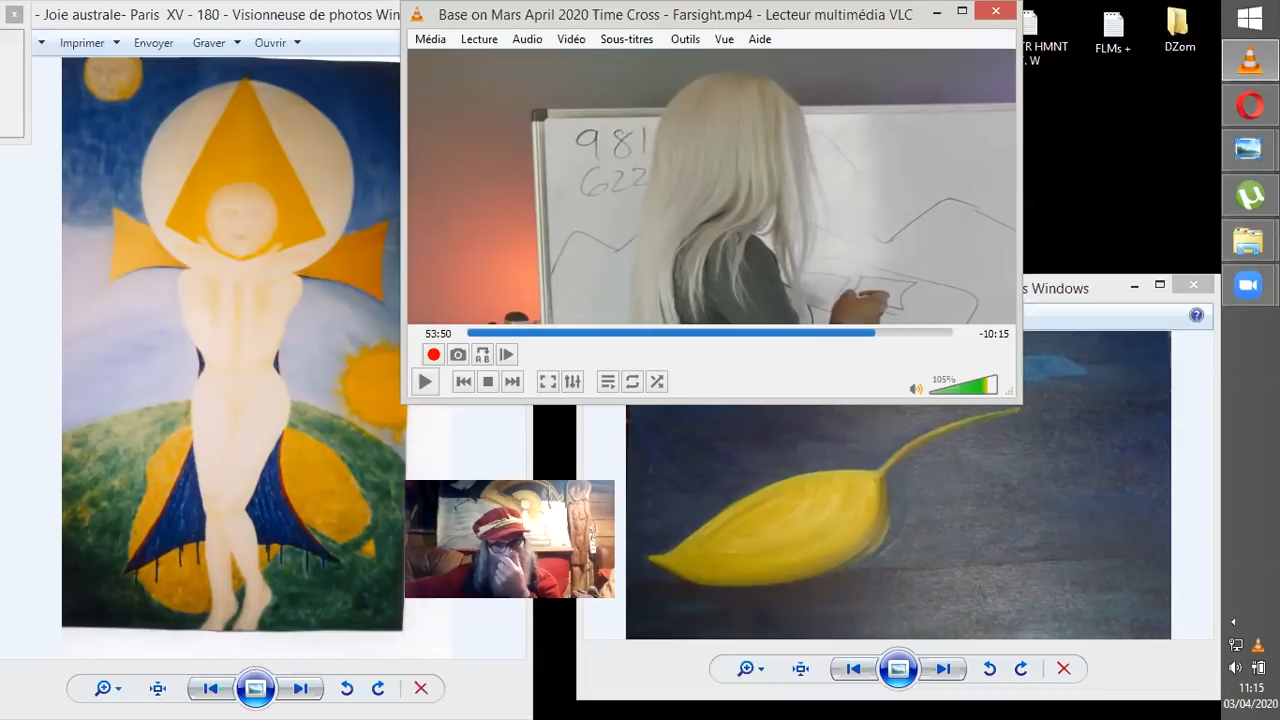 - Joie australe- Paris, XV - 180 - Visionneuse de photos Win
Imprimer Envoyer Graver Ouvrir
Base - Mars April 2020 Time Cross - Farsight.mp4 - Lecteur multimédia VLC
Média Lecture Audio Vidéo Sous-titres Outils Vue Aide
981
622
53:50
-10:15
A B
105%
s Windows
TR HMNT
. W
FLMs +
DZom
11:15
03/04/2020